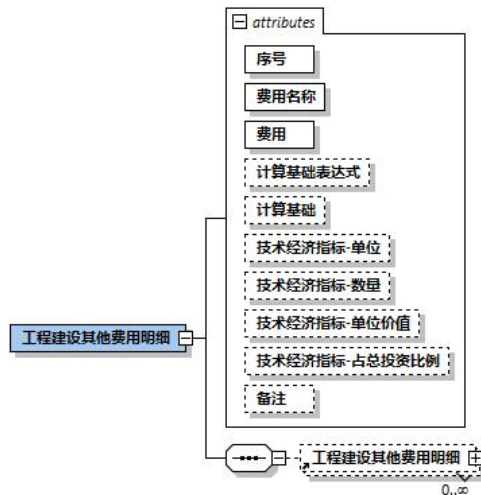 attributes
序号
费用名称
费用
计算基础表达式
计算基础
技术经济指标-单位
技术经济指标-数量
技术经济指标-单位价值
技术经济指标-占总投资比例
备注
工程建设其他费用明细
工程建设其他费用明细
0..∞